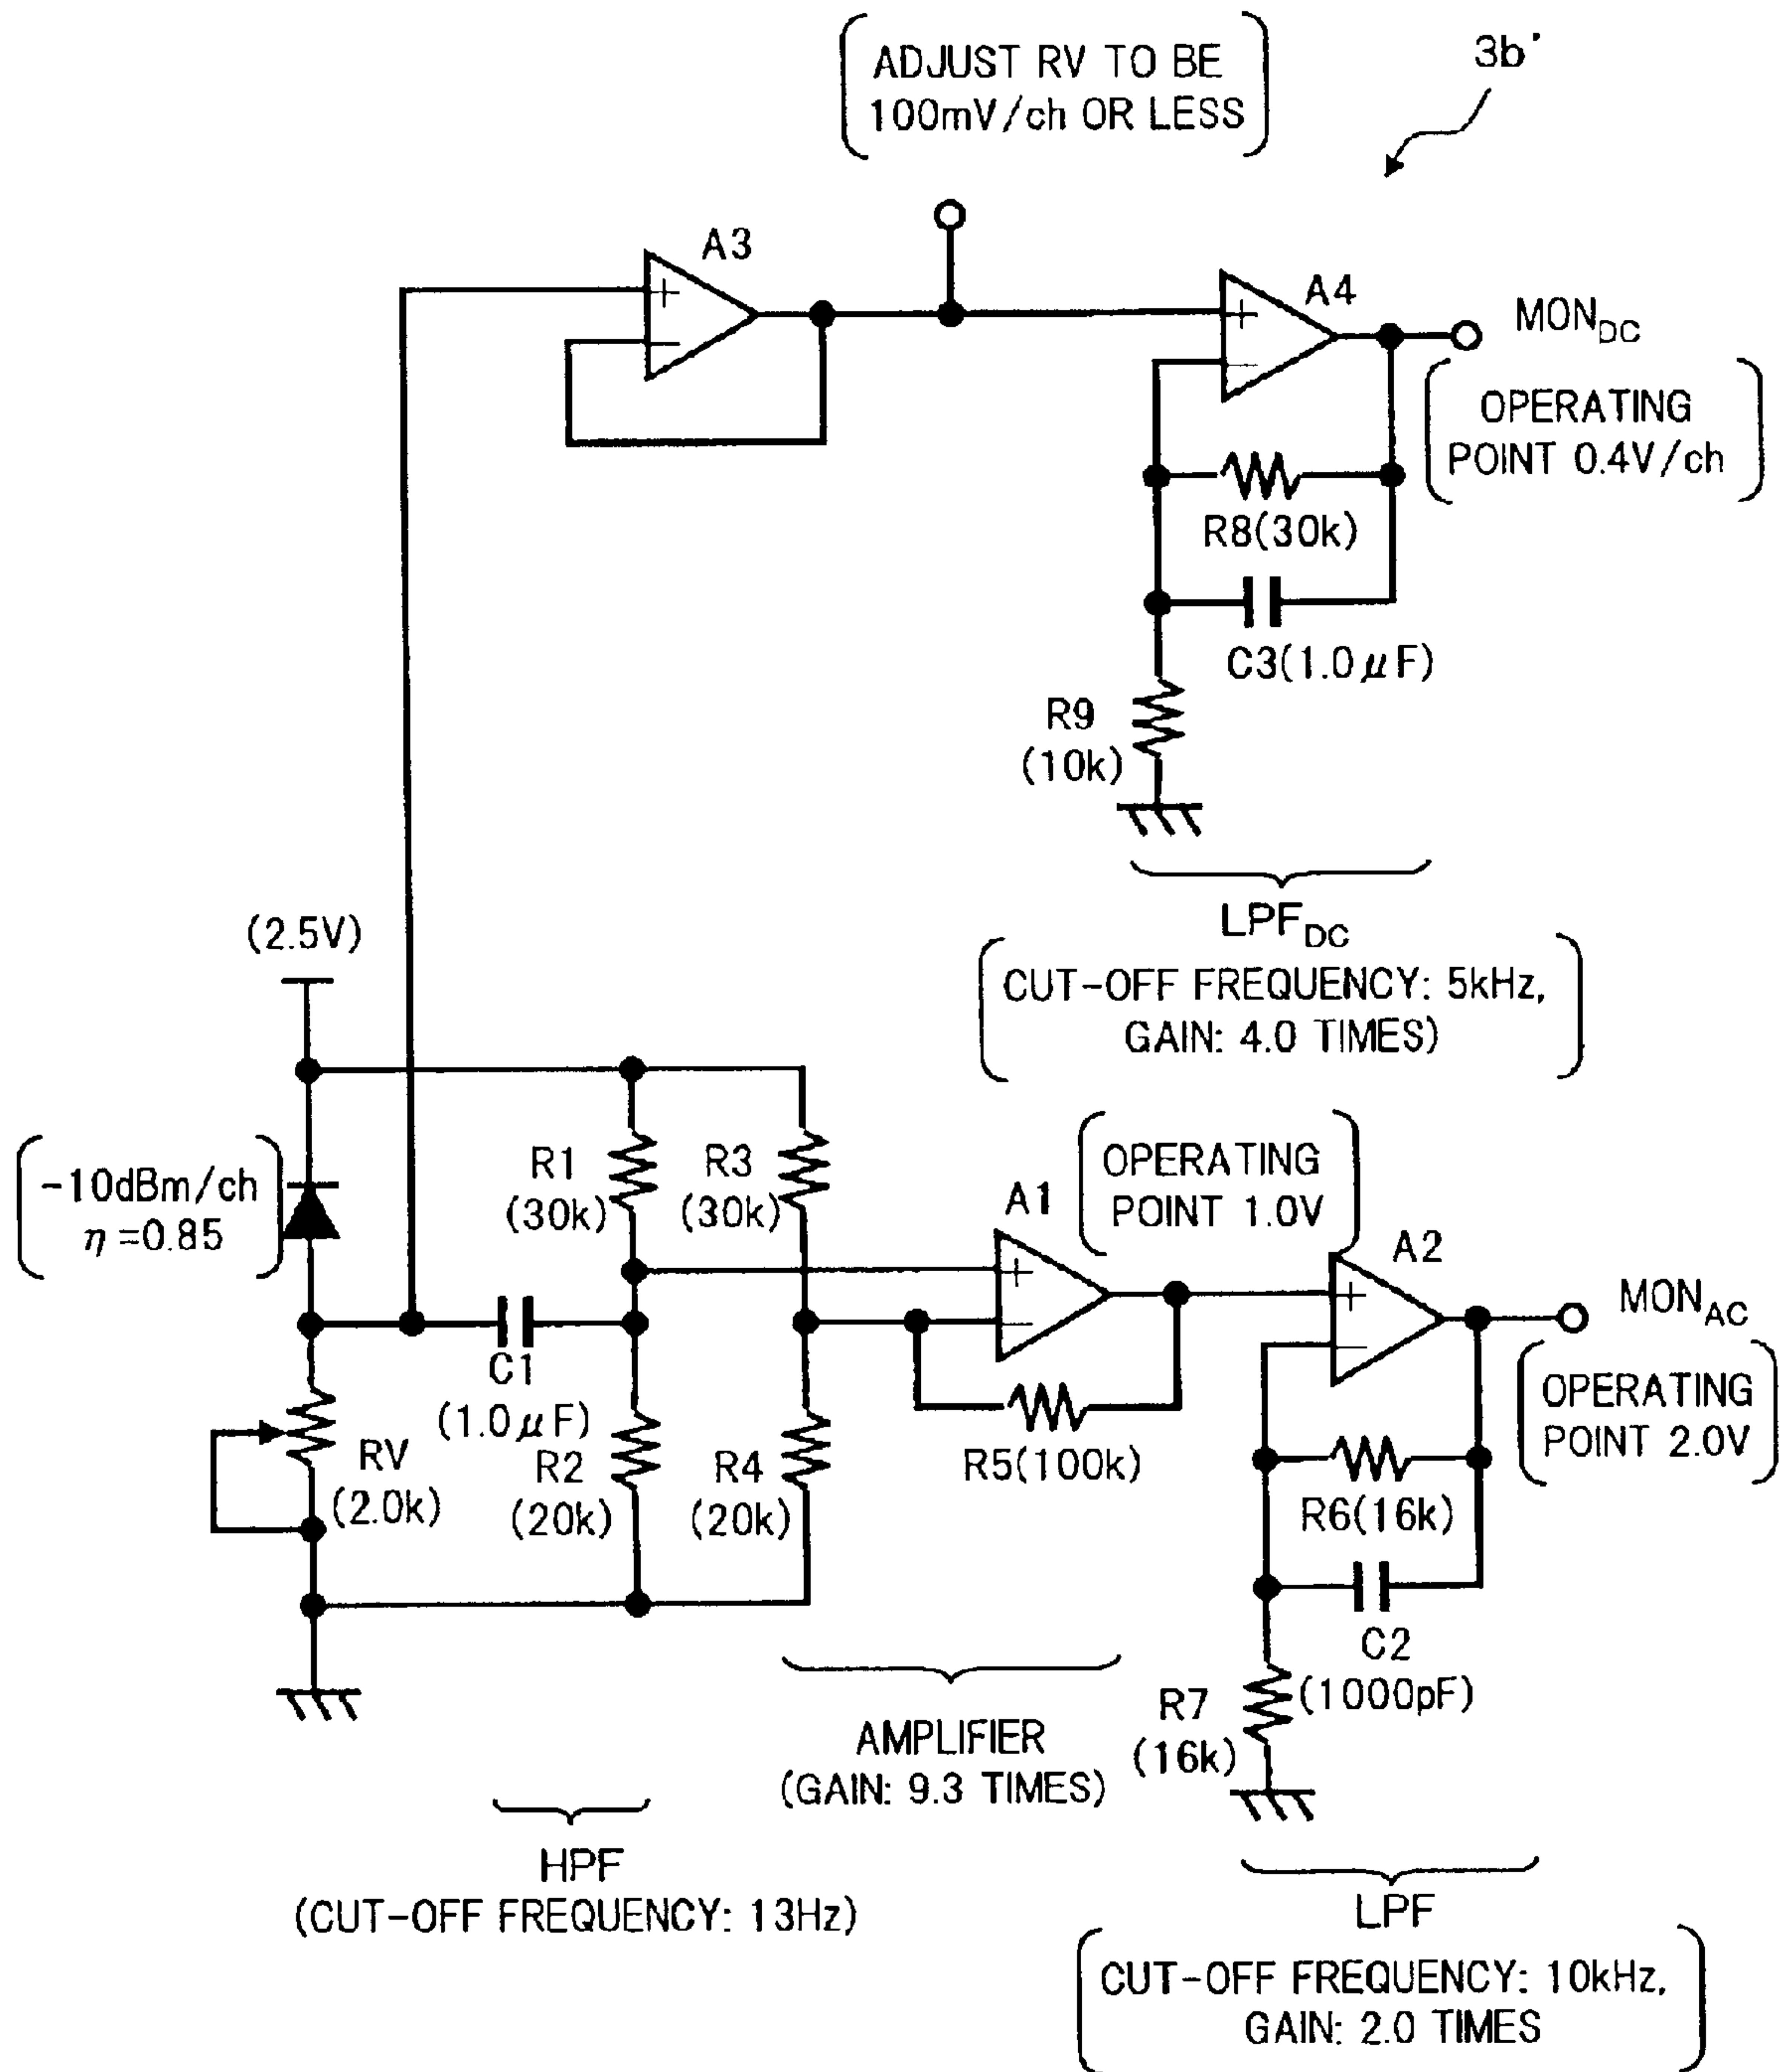 ADJUST RV TO BE
100mV/ch OR LESS
3b'
A3
+
−
A4
+
−
MONDC
OPERATING
POINT 0.4V/ch
R8(30k)
C3(1.0μF)
R9
(10k)
LPFDC
CUT-OFF FREQUENCY: 5kHz,
GAIN: 4.0 TIMES)
(2.5V)
-10dBm/ch
η=0.85
R1
(30k)
R3
(30k)
A1
+
−
OPERATING
POINT 1.0V
A2
+
−
MONAC
OPERATING
POINT 2.0V
C1
(1.0μF)
RV
(2.0k)
R2
(20k)
R4
(20k)
R5(100k)
R6(16k)
C2
(1000pF)
R7
(16k)
AMPLIFIER
(GAIN: 9.3 TIMES)
HPF
(CUT-OFF FREQUENCY: 13Hz)
LPF
CUT-OFF FREQUENCY: 10kHz,
GAIN: 2.0 TIMES